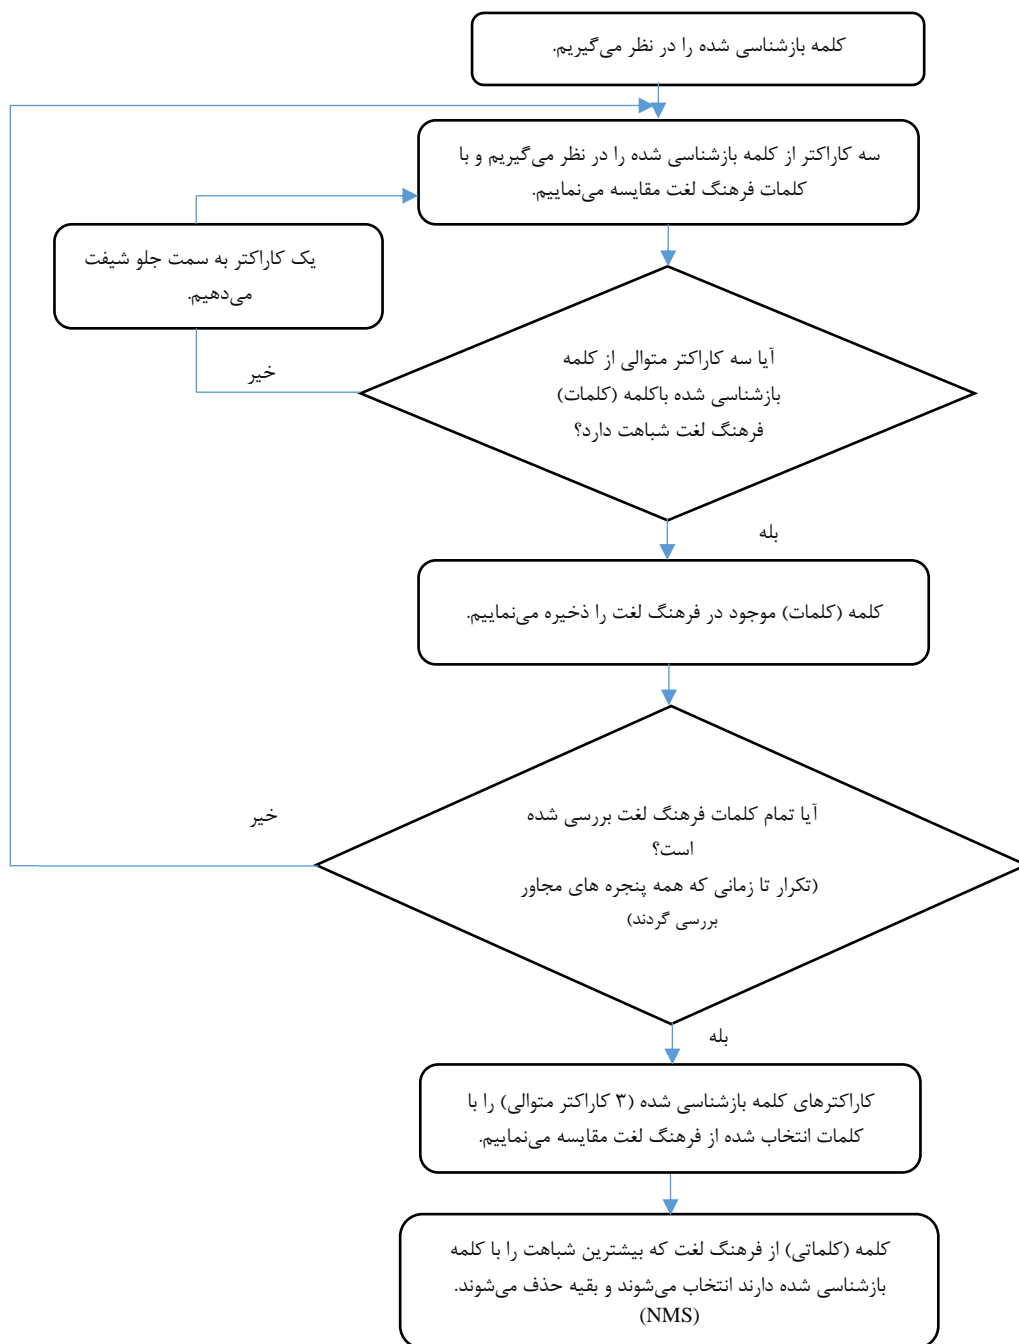 کلمه بازشناسی شده را در نظر می‌گیریم.
سه کاراکتر از کلمه بازشناسی شده را در نظر می‌گیریم و با
کلمات فرهنگ لغت مقایسه می‌نماییم.
یک کاراکتر به سمت جلو شیفت
می‌دهیم.
آیا سه کاراکتر متوالی از کلمه
بازشناسی شده باکلمه (کلمات)
فرهنگ لغت شباهت دارد؟
خیر
بله
کلمه (کلمات) موجود در فرهنگ لغت را ذخیره می‌نماییم.
آیا تمام کلمات فرهنگ لغت بررسی شده
است؟
(تکرار تا زمانی که همه پنجره های مجاور
بررسی گردند)
خیر
بله
کاراکترهای کلمه بازشناسی شده (۳ کاراکتر متوالی) را با
کلمات انتخاب شده از فرهنگ لغت مقایسه می‌نماییم.
کلمه (کلماتی) از فرهنگ لغت که بیشترین شباهت را با کلمه
بازشناسی شده دارند انتخاب می‌شوند و بقیه حذف می‌شوند.
(NMS)